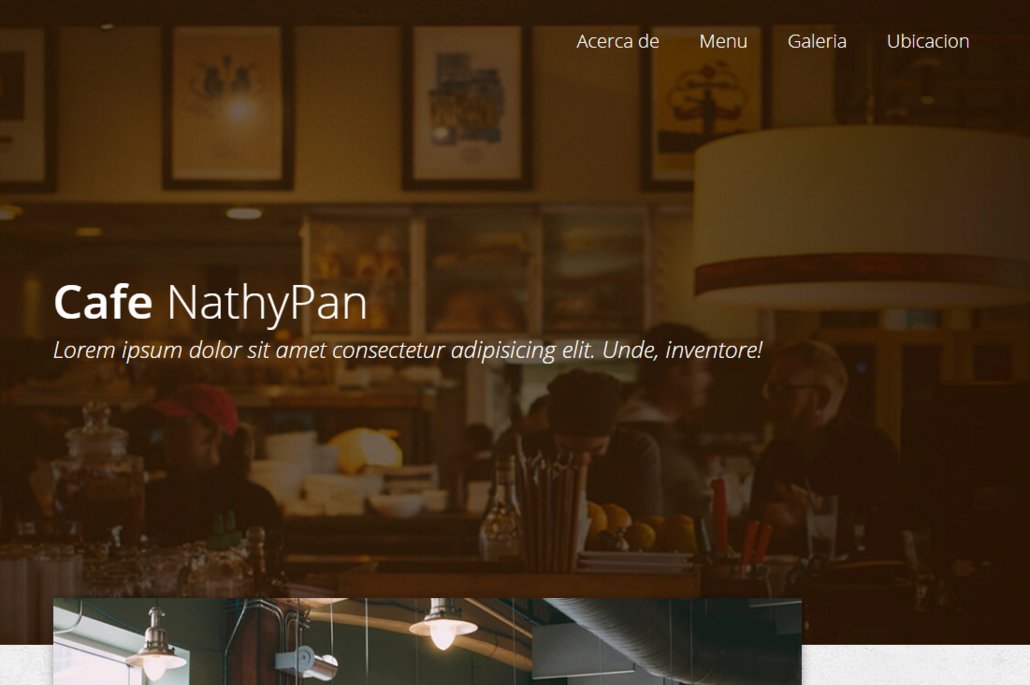 Acerca de Menu Galeria Ubicacion
Cafe NathyPan
Lorem ipsum dolor sit amet consectetur adipisicing elit. Unde, inventore!